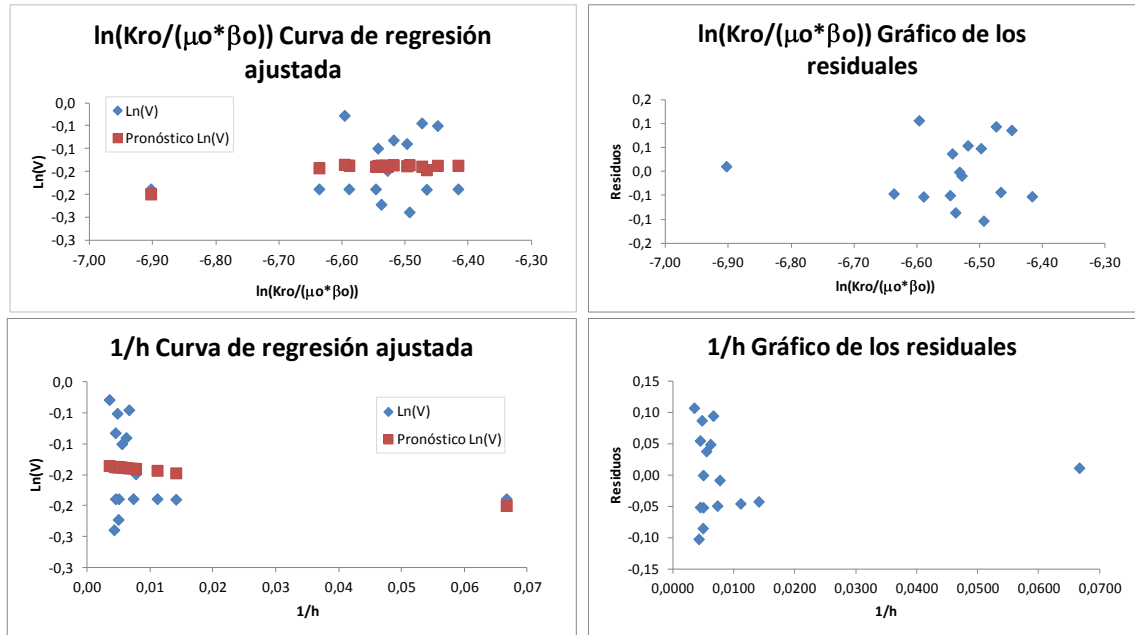 ln(Kro/(μo*βo)) Curva de regresión
ajustada
0,0
-0,1
-0,1
-0,2
-0,2
-0,3
-0,3
Ln(V)
Ln(V)
Pronóstico Ln(V)
-7,00 -6,90 -6,80 -6,70 -6,60 -6,50 -6,40 -6,30
ln(Kro/(μo*βo))
ln(Kro/(μo*βo)) Gráfico de los
residuales
0,2
0,1
0,1
0,0
-0,1
-0,1
-0,2
Residuos
-7,00 -6,90 -6,80 -6,70 -6,60 -6,50 -6,40 -6,30
ln(Kro/(μo*βo))
1/h Curva de regresión ajustada
0,0
-0,1
-0,1
-0,2
-0,2
-0,3
-0,3
Ln(V)
Ln(V)
Pronóstico Ln(V)
0,00 0,01 0,02 0,03 0,04 0,05 0,06 0,07
1/h
1/h Gráfico de los residuales
0,15
0,10
0,05
0,00
-0,05
-0,10
-0,15
Residuos
0,0000 0,0100 0,0200 0,0300 0,0400 0,0500 0,0600 0,0700
1/h